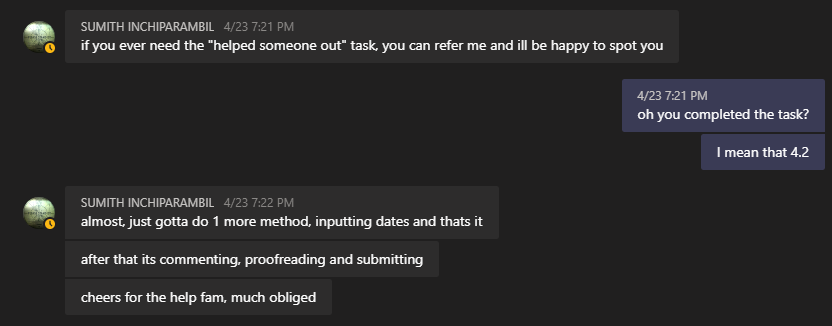 SUMITH INCHIPARAMBIL 4/23 7:21 PM
if you ever need the "helped someone out" task, you can refer me and ill be happy to spot you
4/23 7:21 PM
oh you completed the task?
I mean that 4.2
SUMITH INCHIPARAMBIL 4/23 7:22 PM
almost, just gotta do 1 more method, inputting dates and thats it
after that its commenting, proofreading and submitting
cheers for the help fam, much obliged